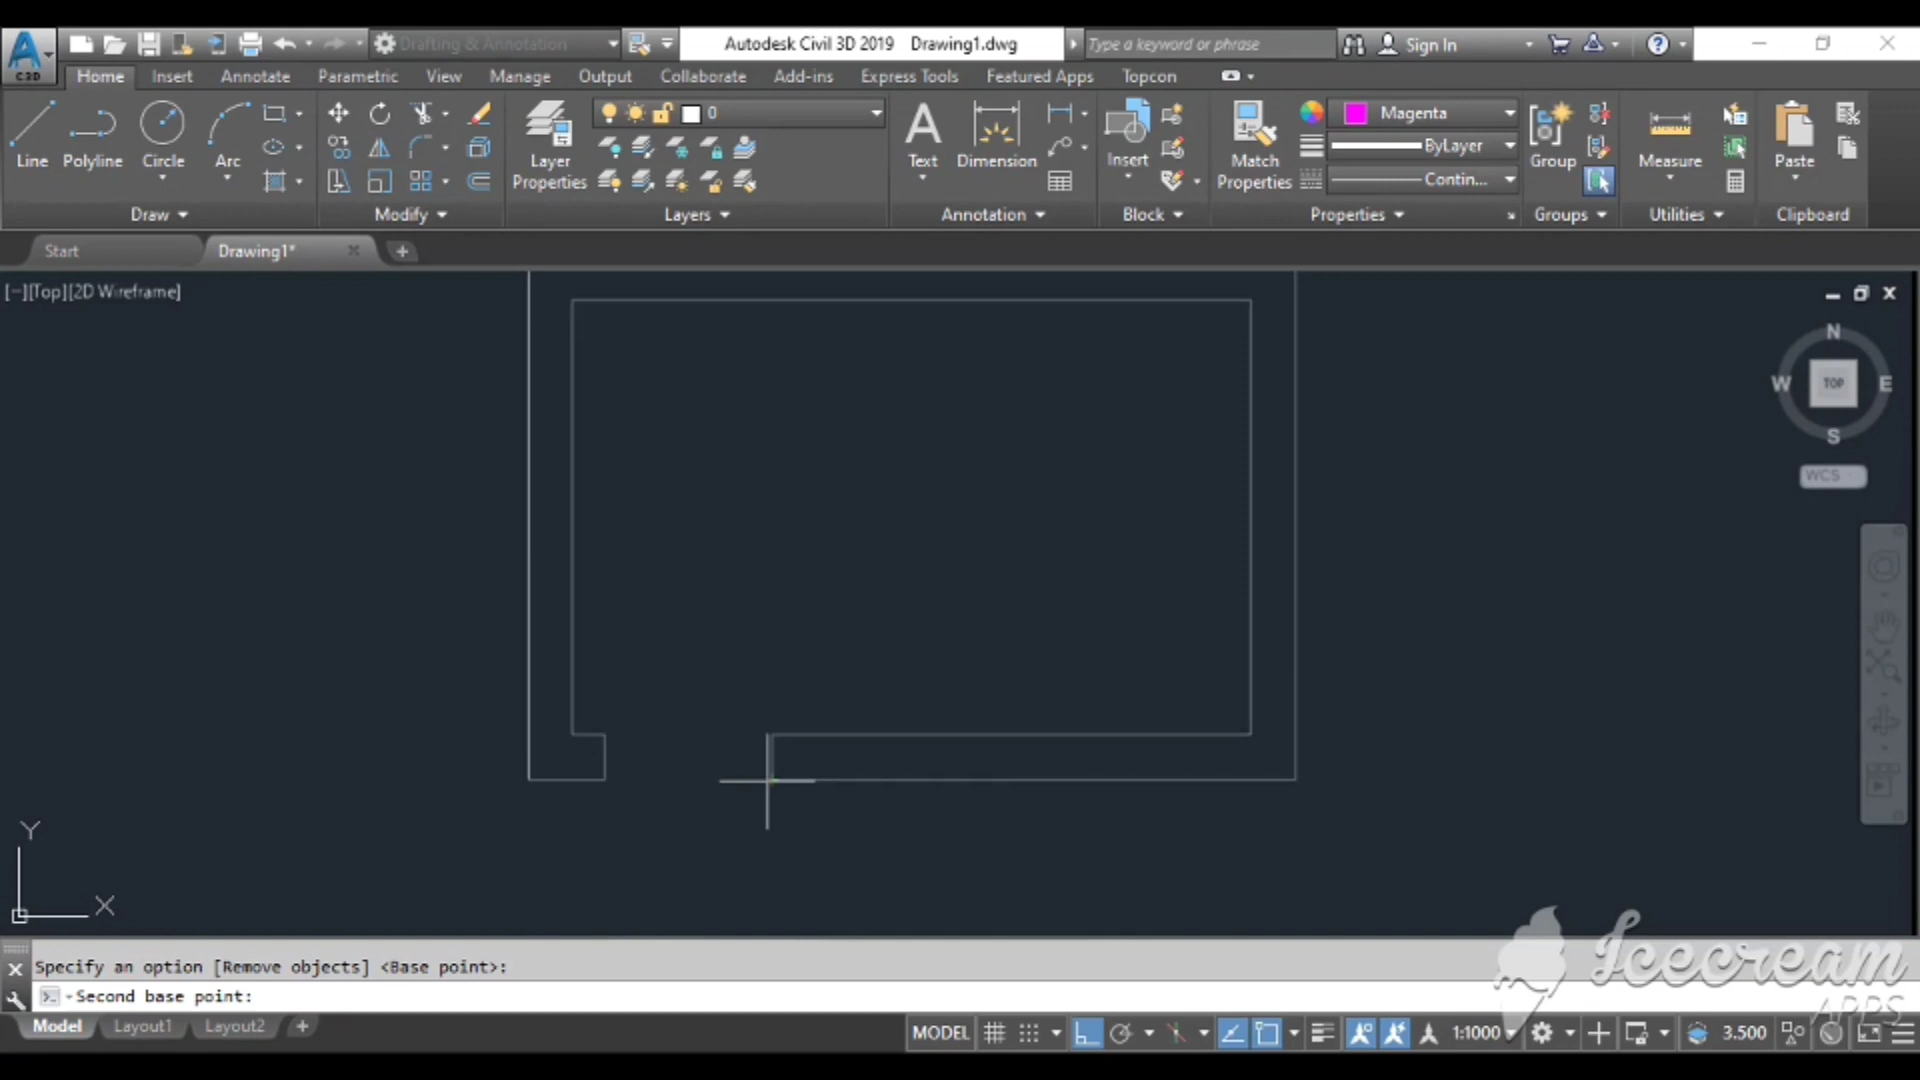 C3D
Drafting & Annotation
Autodesk Civil 3D 2019 Drawing1.dwg
Type a keyword or phrase
Sign In
Home Insert Annotate Parametric View Manage Output Collaborate Add-ins Express Tools Featured Apps Topcon
0
Magenta
Line Polyline Circle Arc
Layer Properties
Text Dimension
Insert
Match Properties
ByLayer
Contin...
Group
Measure
Paste
Draw Modify Layers Annotation Block Properties Groups Utilities Clipboard
Start Drawing1*
[−][Top][2D Wireframe]
N
W TOP E
S
WCS
Y
X
Specify an option [Remove objects] <Base point>:
Second base point:
Icecream
APPS
Model Layout1 Layout2
MODEL 1:1000 3.500